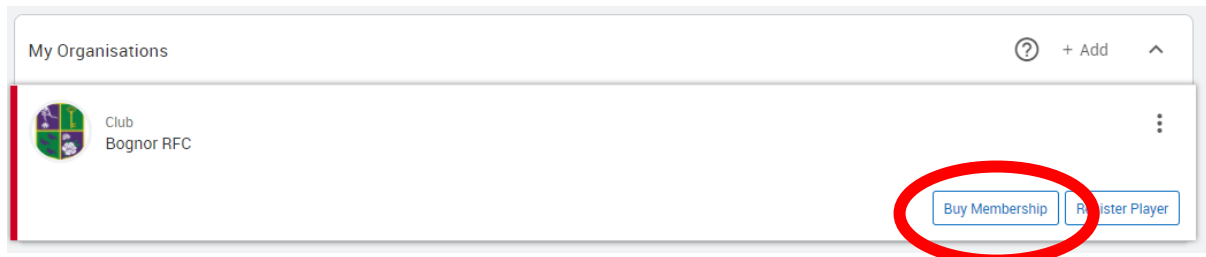 My Organisations ? + Add
Club
Bognor RFC
Buy Membership Register Player